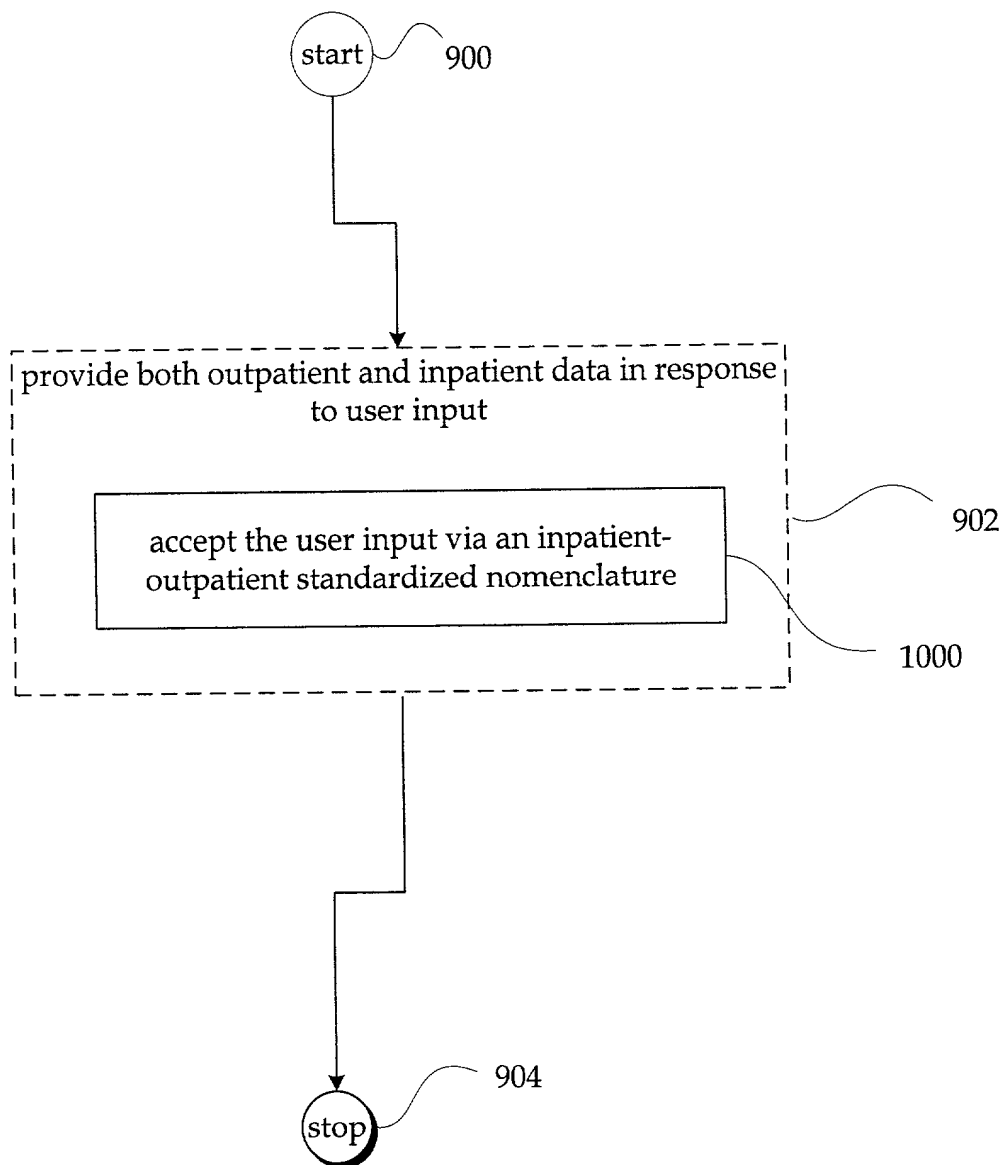 start
900
provide both outpatient and inpatient data in response
to user input
accept the user input via an inpatient-
outpatient standardized nomenclature
902
1000
904
stop